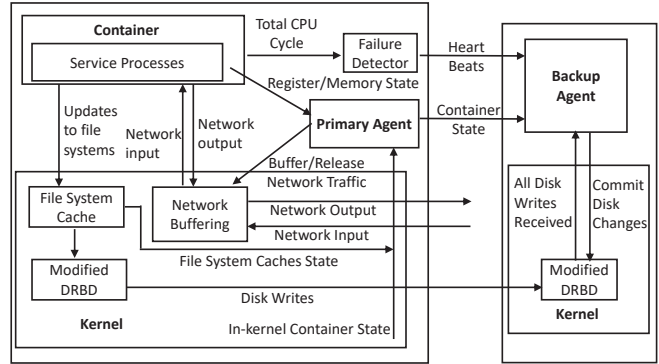 Container
Service Processes
Total CPU
Cycle
Failure
Detector
Heart
Beats
Backup
Agent
Register/Memory State
Updates
to file
systems
Network
input
Network
output
Primary Agent
Container
State
Buffer/Release
Network Traffic
File System
Cache
Network
Buffering
Network Output
Network Input
All Disk
Writes
Received
Commit
Disk
Changes
File System Caches State
Modified
DRBD
Disk Writes
Modified
DRBD
Kernel
In-kernel Container State
Kernel